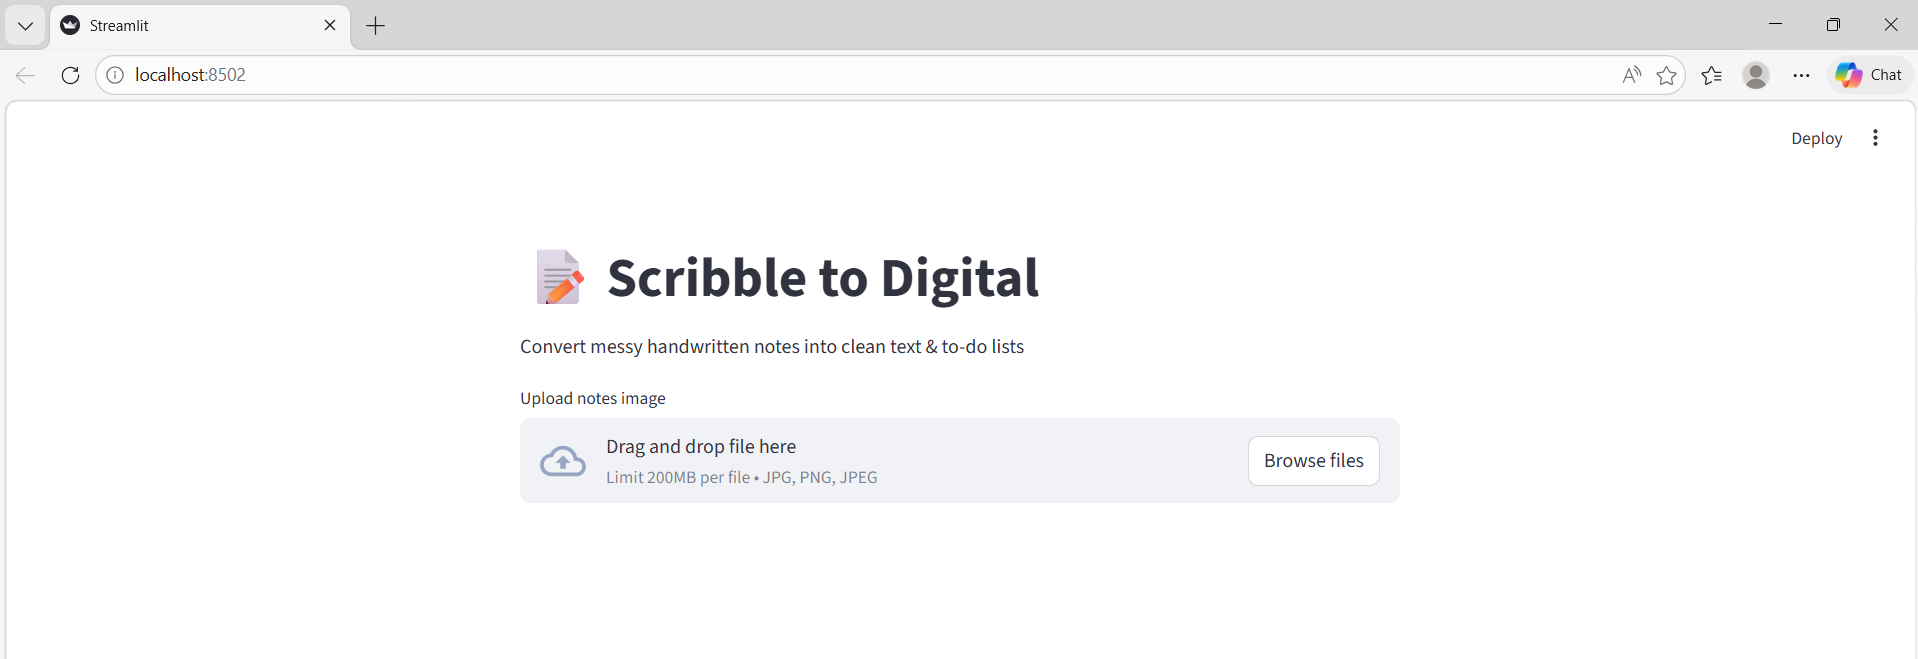 Streamlit
localhost:8502
Chat
Deploy
Scribble to Digital
Convert messy handwritten notes into clean text & to-do lists
Upload notes image
Drag and drop file here
Limit 200MB per file • JPG, PNG, JPEG
Browse files